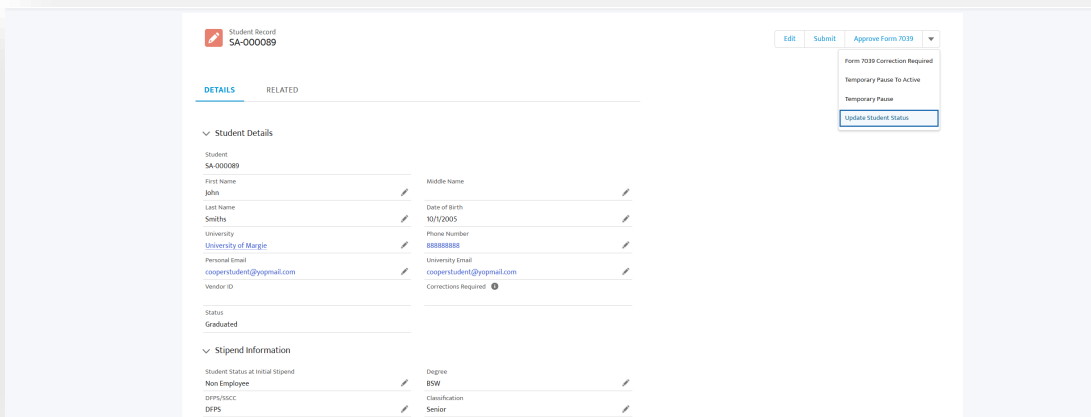 Student Record
SA-000089
Edit
Submit
Approve Form 7039
Form 7039 Correction Required
Temporary Pause To Active
Temporary Pause
Update Student Status
DETAILS
RELATED
Student Details
Student
SA-000089
First Name
John
Middle Name
Last Name
Smiths
Date of Birth
10/1/2005
University
University of Margie
Phone Number
888888888
Personal Email
cooperstudent@yopmail.com
University Email
cooperstudent@yopmail.com
Vendor ID
Corrections Required
Status
Graduated
Stipend Information
Student Status at Initial Stipend
Non Employee
Degree
BSW
DFPS/SSCC
DFPS
Classification
Senior